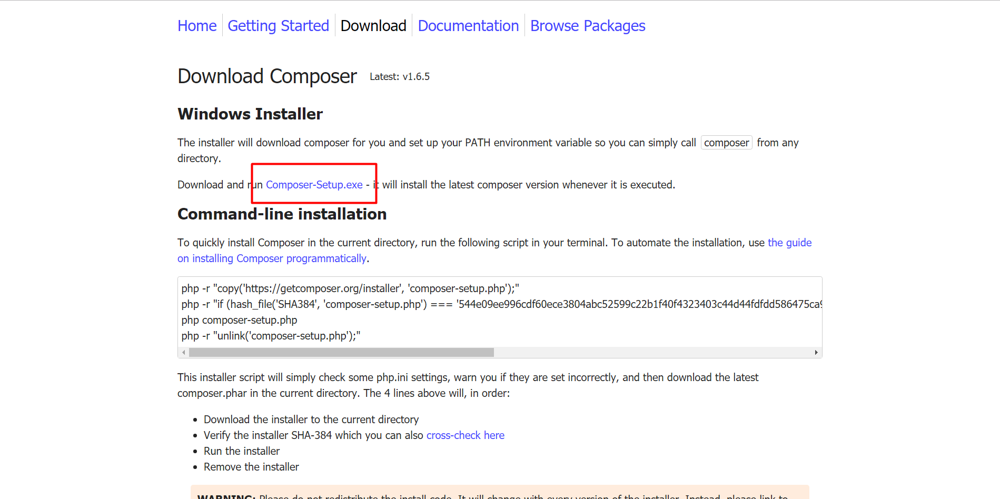 Home Getting Started Download Documentation Browse Packages
Download Composer Latest: v1.6.5
Windows Installer
The installer will download composer for you and set up your PATH environment variable so you can simply call composer from any
directory.
Download and run Composer-Setup.exe - it will install the latest composer version whenever it is executed.
Command-line installation
To quickly install Composer in the current directory, run the following script in your terminal. To automate the installation, use the guide
on installing Composer programmatically.
php -r "copy('https://getcomposer.org/installer', 'composer-setup.php');"
php -r "if (hash_file('SHA384', 'composer-setup.php') === '544e09ee996cdf60ece3804abc52599c22b1f40f4323403c44d44fdfdd586475ca9
php composer-setup.php
php -r "unlink('composer-setup.php');"
This installer script will simply check some php.ini settings, warn you if they are set incorrectly, and then download the latest
composer.phar in the current directory. The 4 lines above will, in order:
• Download the installer to the current directory
• Verify the installer SHA-384 which you can also cross-check here
• Run the installer
• Remove the installer
WARNING: Please do not redistribute the install code. It will change with every version of the installer. Instead, please link to